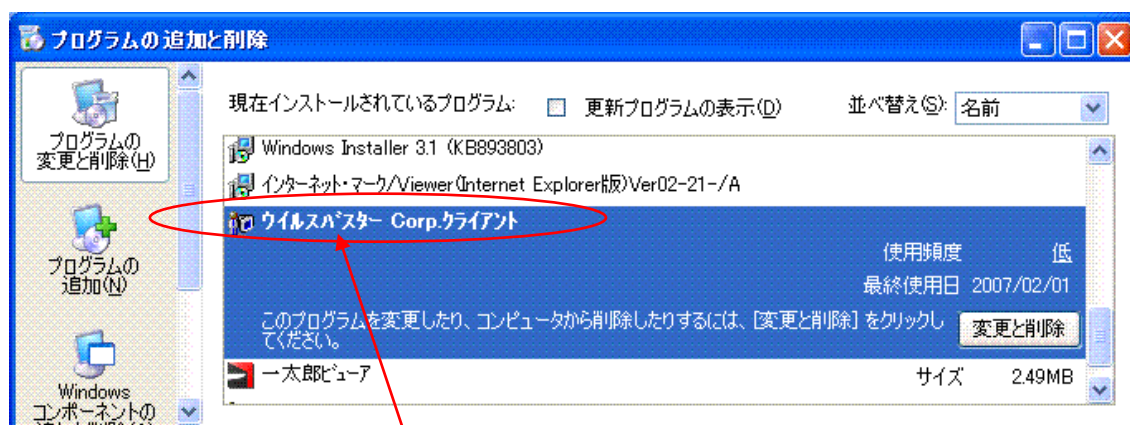 プログラムの追加と削除
プログラムの
変更と削除(H)
プログラムの
追加(N)
Windows
コンポーネントの
現在インストールされているプログラム:
更新プログラムの表示(D)
並べ替え(S):
名前
Windows Installer 3.1 (KB893803)
インターネット・マーク/Viewer(Internet Explorer版)Ver02-21-/A
ウイルスバスター Corp.クライアント
使用頻度 低
最終使用日 2007/02/01
このプログラムを変更したり、コンピュータから削除したりするには、[変更と削除] をクリックし
てください。
変更と削除
一太郎ビューア
サイズ 2.49MB